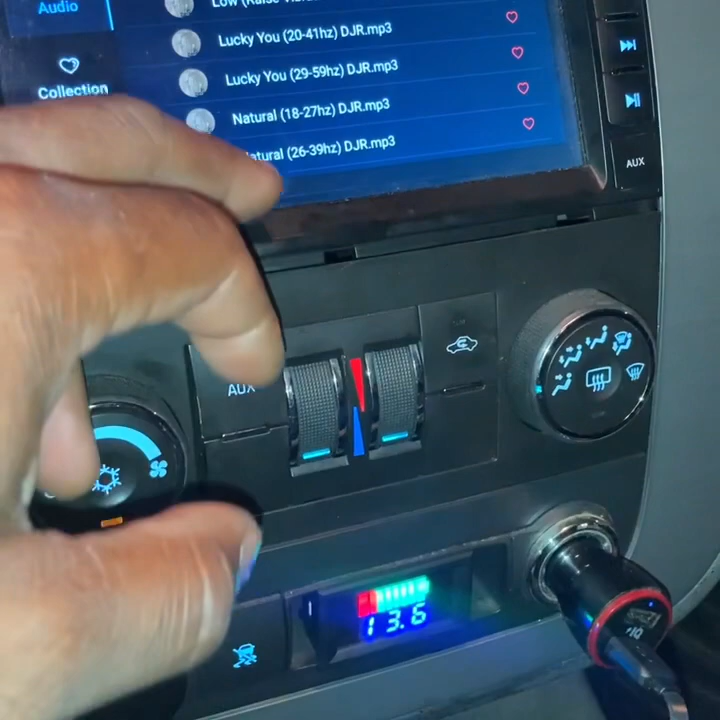 Audio
Collection
Lucky You (20-41hz) DJR.mp3
Lucky You (29-59hz) DJR.mp3
Natural (18-27hz) DJR.mp3
atural (26-39hz) DJR.mp3
AUX
AUX
13.6